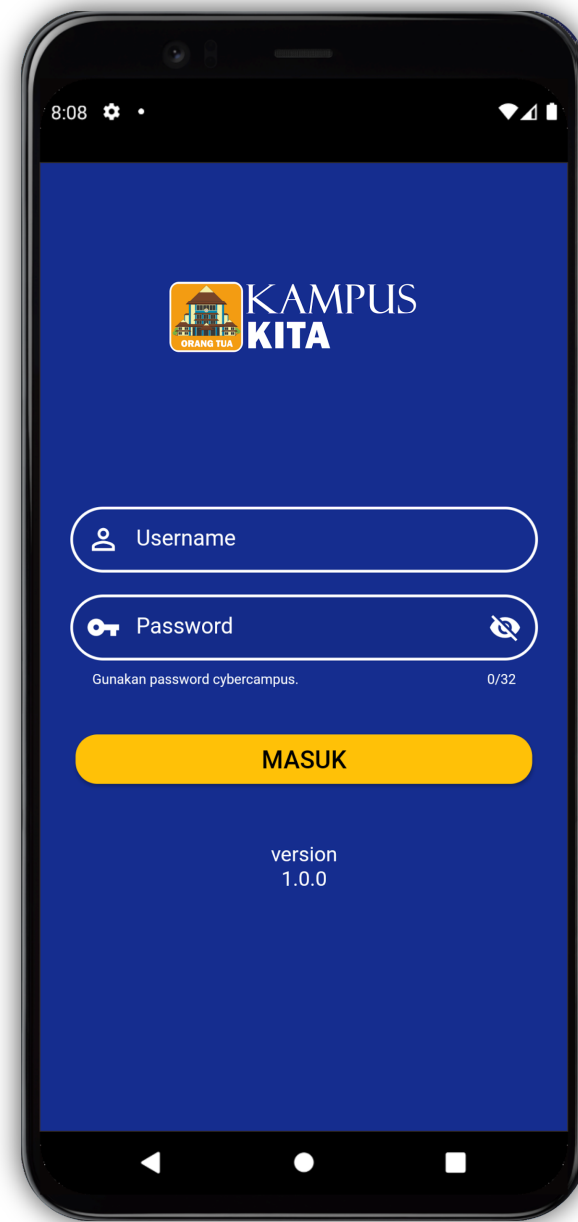 8:08
KAMPUS
KITA
ORANG TUA
Username
Password
Gunakan password cybercampus. 0/32
MASUK
version
1.0.0